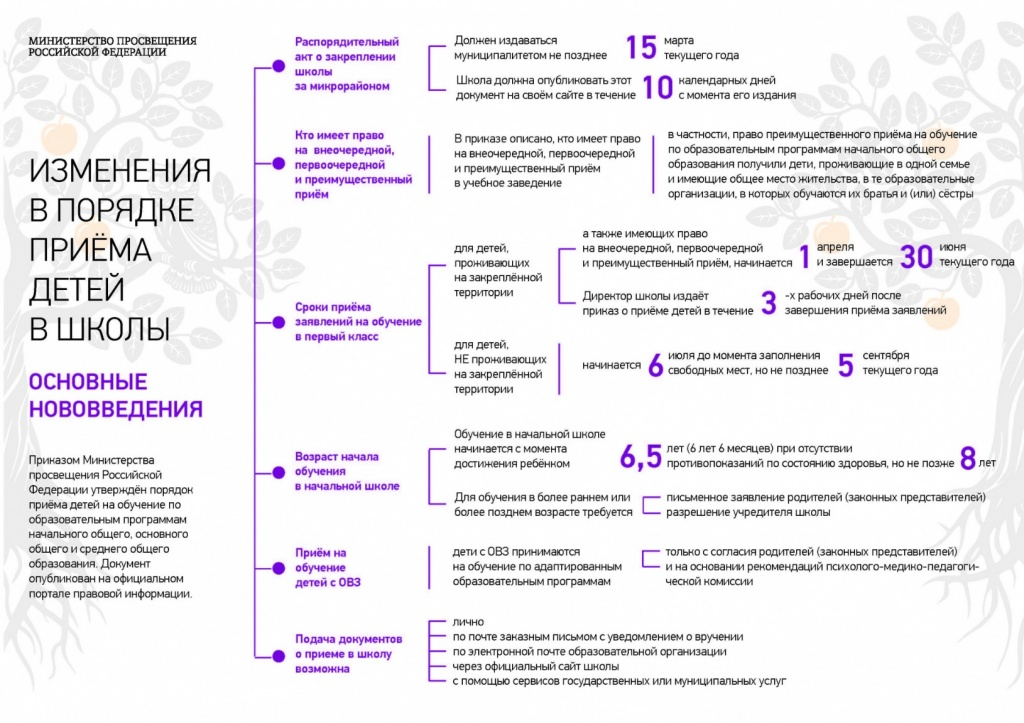 МИНИСТЕРСТВО ПРОСВЕЩЕНИЯ
РОССИЙСКОЙ ФЕДЕРАЦИИ
ИЗМЕНЕНИЯ
В ПОРЯДКЕ
ПРИЁМА
ДЕТЕЙ
В ШКОЛЫ
ОСНОВНЫЕ
НОВОВВЕДЕНИЯ
Приказом Министерства
просвещения Российской
Федерации утверждён порядок
приёма детей на обучение по
образовательным программам
начального общего, основного
общего и среднего общего
образования. Документ
опубликован на официальном
портале правовой информации.
Распорядительный
акт о закреплении
школы
за микрорайоном
Должен издаваться
муниципалитетом не позднее
15
марта
текущего года
Школа должна опубликовать этот
документ на своём сайте в течение
10
календарных дней
с момента его издания
Кто имеет право
на внеочередной,
первоочередной
и преимущественный
приём
В приказе описано, кто имеет право
на внеочередной, первоочередной
и преимущественный приём
в учебное заведение
в частности, право преимущественного приёма на обучение
по образовательным программам начального общего
образования получили дети, проживающие в одной семье
и имеющие общее место жительства, в те образовательные
организации, в которых обучаются их братья и (или) сёстры
Сроки приёма
заявлений на обучение
в первый класс
для детей,
проживающих
на закреплённой
территории
а также имеющих право
на внеочередной, первоочередной
и преимущественный приём, начинается
1
апреля
и завершается
30
июня
текущего года
Директор школы издаёт
приказ о приёме детей в течение
3
-х рабочих дней после
завершения приёма заявлений
для детей,
НЕ проживающих
на закреплённой
территории
начинается
6
июля до момента заполнения
свободных мест, но не позднее
5
сентября
текущего года
Возраст начала
обучения
в начальной школе
Обучение в начальной школе
начинается с момента
достижения ребёнком
6,5
лет (6 лет 6 месяцев) при отсутствии
противопоказаний по состоянию здоровья, но не позже
8
лет
Для обучения в более раннем или
более позднем возрасте требуется
письменное заявление родителей (законных представителей)
разрешение учредителя школы
Приём на
обучение
детей с ОВЗ
дети с ОВЗ принимаются
на обучение по адаптированным
образовательным программам
только с согласия родителей (законных представителей)
и на основании рекомендаций психолого-медико-педагоги-
ческой комиссии
Подача документов
о приеме в школу
возможна
лично
по почте заказным письмом с уведомлением о вручении
по электронной почте образовательной организации
через официальный сайт школы
с помощью сервисов государственных или муниципальных услуг